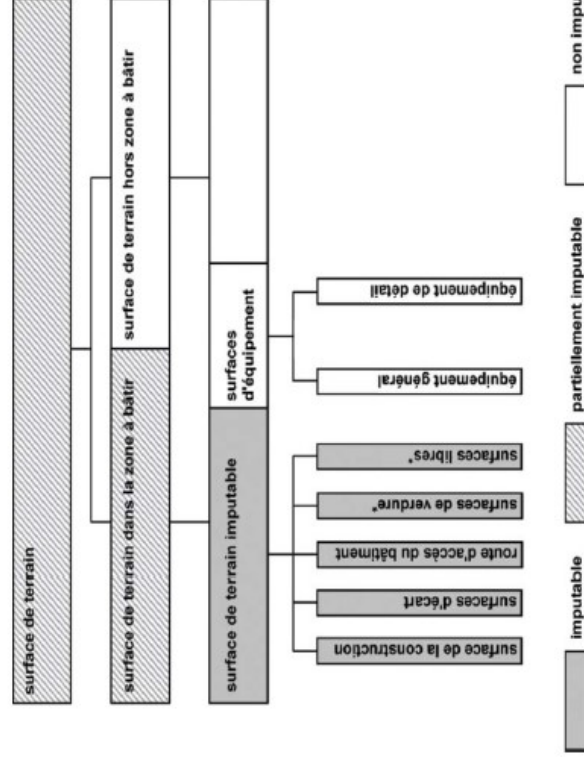 surface de terrain
surface de terrain dans la zone à bâtir
surface de terrain hors zone à bâtir
surface de terrain imputable
surfaces
d'équipement
surface de la construction
surfaces d'écart
route d'accès du bâtiment
surfaces de verdure*
surfaces libres*
équipement général
équipement de détail
imputable
partiellement imputable
non impu